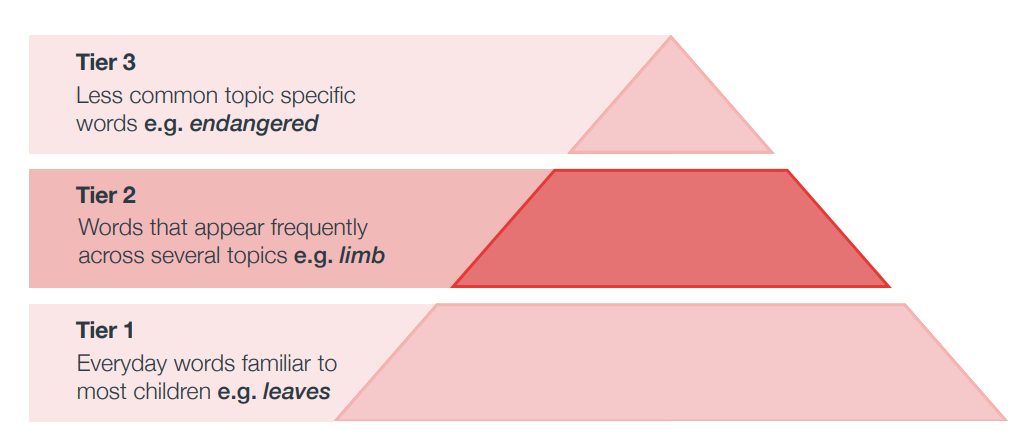 Tier 3
Less common topic specific
words e.g. endangered
Tier 2
Words that appear frequently
across several topics e.g. limb
Tier 1
Everyday words familiar to
most children e.g. leaves